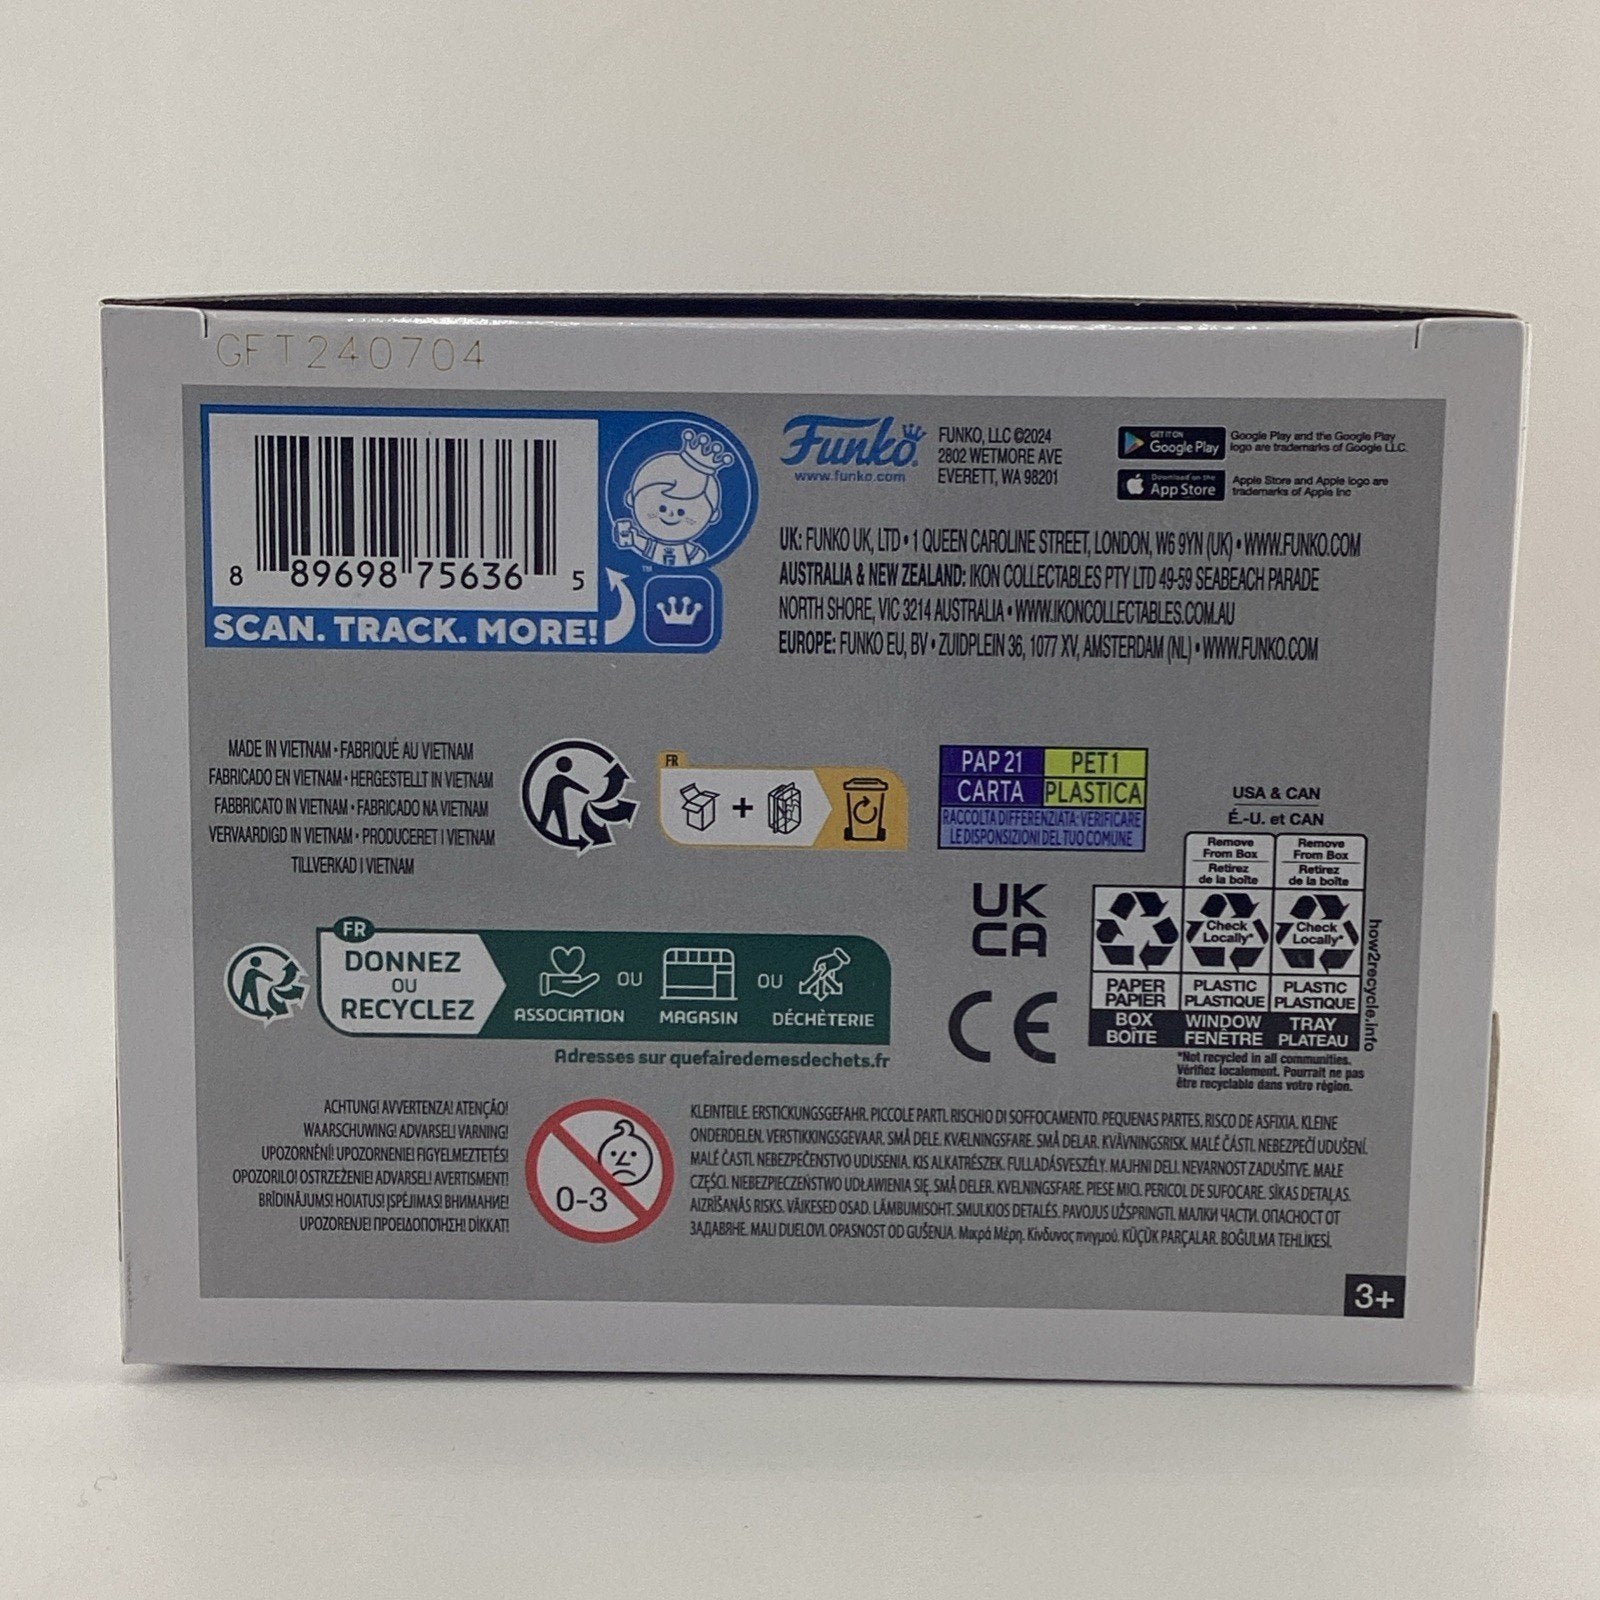 GFT240704
8 89698 75636 5
SCAN. TRACK. MORE!
TM
Funko
www.funko.com
FUNKO, LLC ©2024
2802 WETMORE AVE
EVERETT, WA 98201
GET IT ON
Google Play
Google Play and the Google Play
logo are trademarks of Google LLC.
Download on the
App Store
Apple Store and Apple logo are
trademarks of Apple Inc
UK: FUNKO UK, LTD • 1 QUEEN CAROLINE STREET, LONDON, W6 9YN (UK) • WWW.FUNKO.COM
AUSTRALIA & NEW ZEALAND: IKON COLLECTABLES PTY LTD 49-59 SEABEACH PARADE
NORTH SHORE, VIC 3214 AUSTRALIA • WWW.IKONCOLLECTABLES.COM.AU
EUROPE: FUNKO EU, BV • ZUIDPLEIN 36, 1077 XV, AMSTERDAM (NL) • WWW.FUNKO.COM
MADE IN VIETNAM • FABRIQUÉ AU VIETNAM
FABRICADO EN VIETNAM • HERGESTELLT IN VIETNAM
FABBRICATO IN VIETNAM • FABRICADO NA VIETNAM
VERVAARDIGD IN VIETNAM • PRODUCERET I VIETNAM
TILLVERKAD I VIETNAM
FR
+
PAP 21
CARTA
PET1
PLASTICA
RACCOLTA DIFFERENZIATA: VERIFICARE
LE DISPONSIZIONI DEL TUO COMUNE
USA & CAN
É.-U. et CAN
Remove
From Box
Retirez
de la boîte
Remove
From Box
Retirez
de la boîte
Check
Locally*
Check
Locally*
PAPER
PAPIER
PLASTIC
PLASTIQUE
PLASTIC
PLASTIQUE
BOX
BOÎTE
WINDOW
FENÊTRE
TRAY
PLATEAU
how2recycle.info
*Not recycled in all communities.
Vérifiez localement. Pourrait ne pas
être recyclable dans votre région.
UK
CA
CE
FR
DONNEZ
OU
RECYCLEZ
ASSOCIATION
OU
MAGASIN
OU
DÉCHÈTERIE
Adresses sur quefairedemesdechets.fr
ACHTUNG! AVVERTENZA! ATENÇÃO!
WAARSCHUWING! ADVARSEL! VARNING!
UPOZORNĚNÍ! UPOZORNENIE! FIGYELMEZTETÉS!
OPOZORILO! OSTRZEŻENIE! ADVARSEL! AVERTISMENT!
BRĪDINĀJUMS! HOIATUS! ĮSPĖJIMAS! ВНИМАНИЕ!
UPOZORENJE! ΠΡΟΕΙΔΟΠΟΙΗΣΗ! DİKKAT!
0-3
KLEINTEILE. ERSTICKUNGSGEFAHR. PICCOLE PARTI. RISCHIO DI SOFFOCAMENTO. PEQUENAS PARTES. RISCO DE ASFIXIA. KLEINE
ONDERDELEN. VERSTIKKINGSGEVAAR. SMÅ DELE. KVÆLNINGSFARE. SMÅ DELAR. KVÄVNINGSRISK. MALÉ ČÁSTI. NEBEZPEČÍ UDUŠENÍ.
MALÉ ČASTI. NEBEZPEČENSTVO UDUSENIA. KIS ALKATRÉSZEK. FULLADÁSVESZÉLY. MAJHNI DELI. NEVARNOST ZADUŠITVE. MAŁE
CZĘŚCI. NIEBEZPIECZEŃSTWO UDŁAWIENIA SIĘ. SMÅ DELER. KVELNINGSFARE. PIESE MICI. PERICOL DE SUFOCARE. SĪKAS DETAĻAS.
AIZRĪŠANĀS RISKS. VÄIKESED OSAD. LÄMBUMISOHT. SMULKIOS DETALĖS. PAVOJUS UŽSPRINGTI. МАЛКИ ЧАСТИ. ОПАСНОСТ ОТ
ЗАДАВЯНЕ. MALI DIJELOVI. OPASNOST OD GUŠENJA. Μικρά Μέρη. Κίνδυνος πνιγμού. KÜÇÜK PARÇALAR. BOĞULMA TEHLİKESİ.
3+